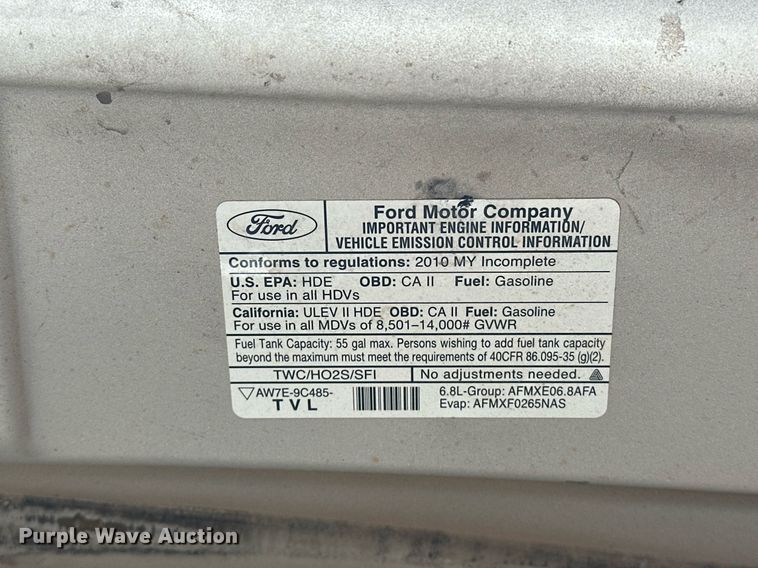 Ford
Ford Motor Company
IMPORTANT ENGINE INFORMATION/
VEHICLE EMISSION CONTROL INFORMATION
Conforms to regulations: 2010 MY Incomplete
U.S. EPA: HDE OBD: CA II Fuel: Gasoline
For use in all HDVs
California: ULEV II HDE OBD: CA II Fuel: Gasoline
For use in all MDVs of 8,501–14,000# GVWR
Fuel Tank Capacity: 55 gal max. Persons wishing to add fuel tank capacity
beyond the maximum must meet the requirements of 40CFR 86.095-35 (g)(2).
TWC/HO2S/SFI No adjustments needed.
AW7E-9C485-
TVL
6.8L-Group: AFMXE06.8AFA
Evap: AFMXF0265NAS
Purple Wave Auction